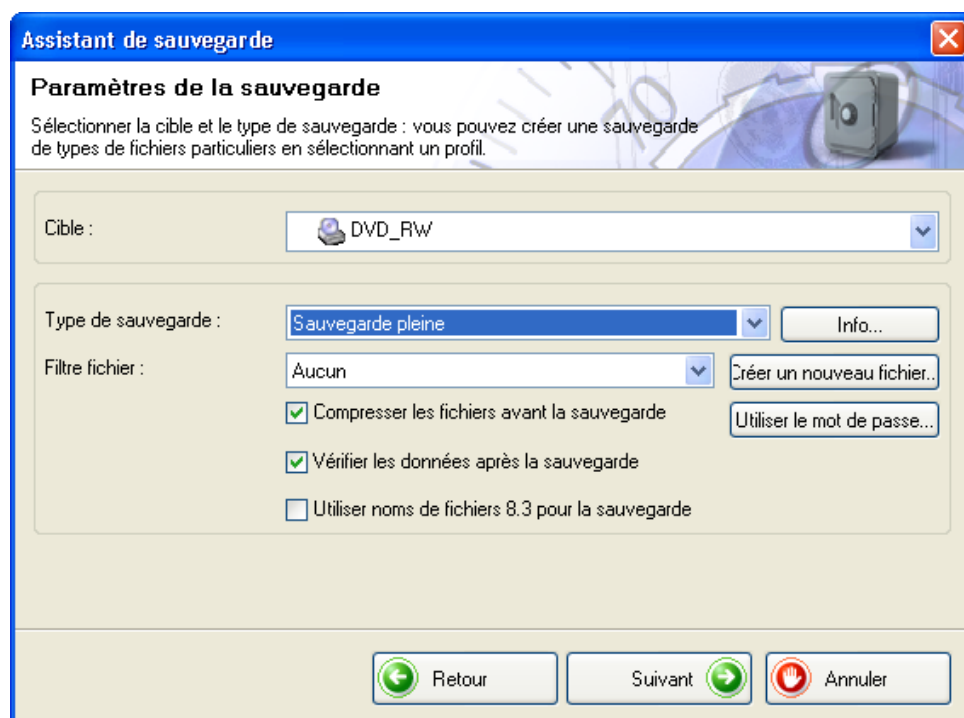 Assistant de sauvegarde
Paramètres de la sauvegarde
Sélectionner la cible et le type de sauvegarde : vous pouvez créer une sauvegarde
de types de fichiers particuliers en sélectionnant un profil.
70
Cible :
DVD_RW
Type de sauvegarde :
Sauvegarde pleine
Info...
Filtre fichier :
Aucun
Créer un nouveau fichier..
Compresser les fichiers avant la sauvegarde
Utiliser le mot de passe...
Vérifier les données après la sauvegarde
Utiliser noms de fichiers 8.3 pour la sauvegarde
Retour
Suivant
Annuler